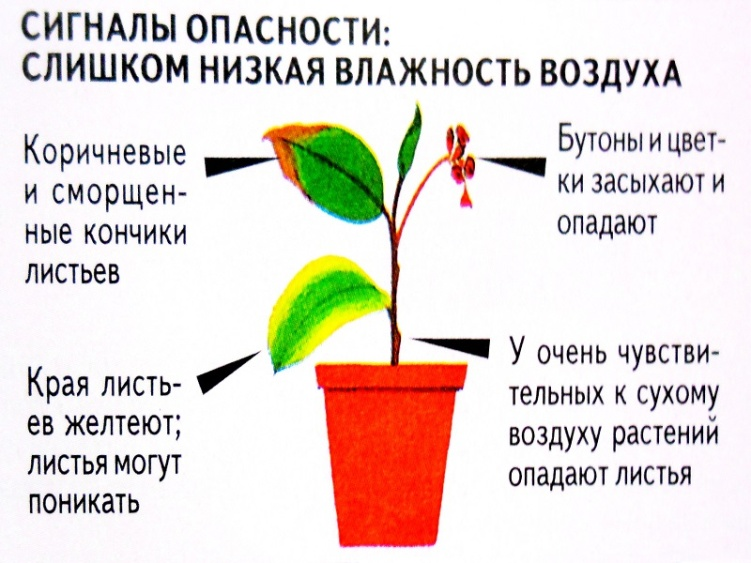 СИГНАЛЫ ОПАСНОСТИ:
СЛИШКОМ НИЗКАЯ ВЛАЖНОСТЬ ВОЗДУХА
Коричневые
и сморщен-
ные кончики
листьев
Бутоны и цвет-
ки засыхают и
опадают
Края листь-
ев желтеют;
листья могут
поникать
У очень чувстви-
тельных к сухому
воздуху растений
опадают листья